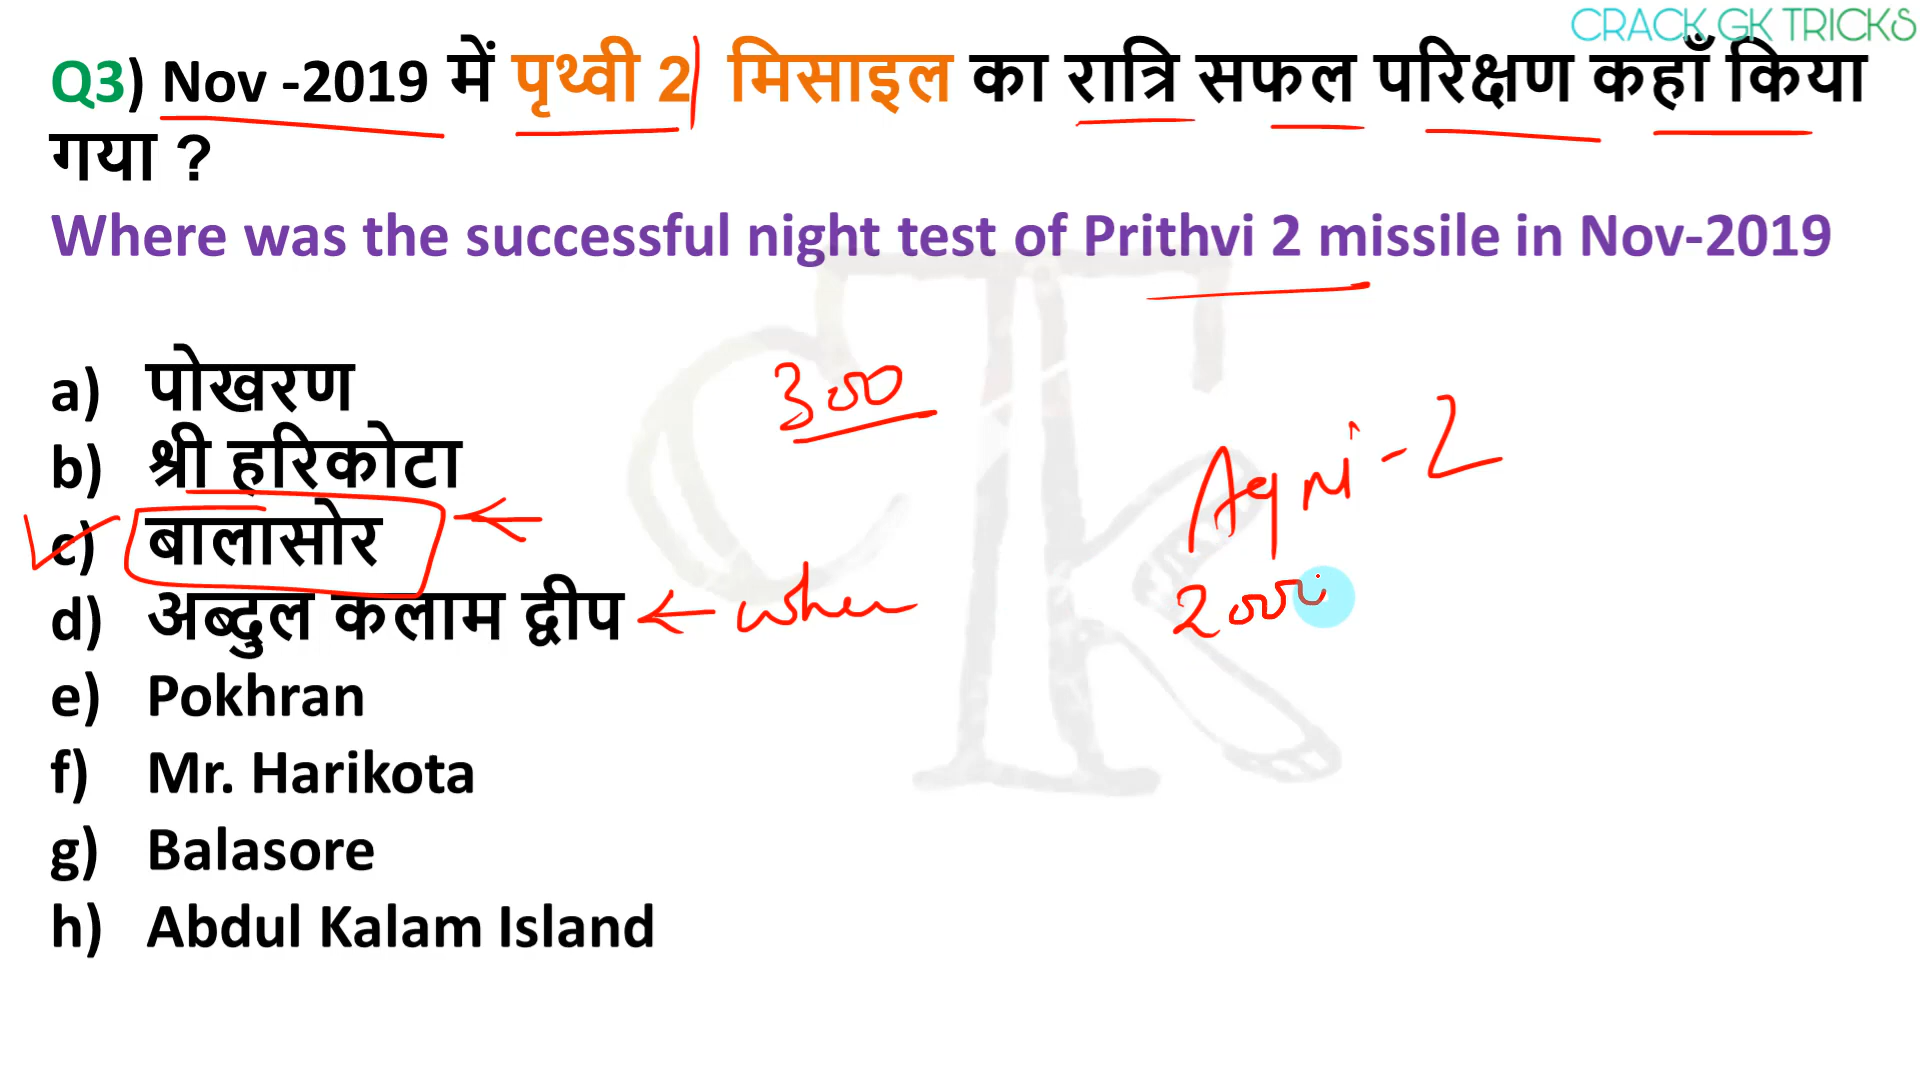 CRACK GK TRICKS
Q3) Nov -2019 में पृथ्वी 2 मिसाइल का रात्रि सफल परिक्षण कहाँ किया
गया ?
Where was the successful night test of Prithvi 2 missile in Nov-2019
a) पोखरण
300
Agni-2
b) श्री हरिकोटा
c) बालासोर
d) अब्दुल कलाम द्वीप
e) Pokhran
f) Mr. Harikota
g) Balasore
h) Abdul Kalam Island